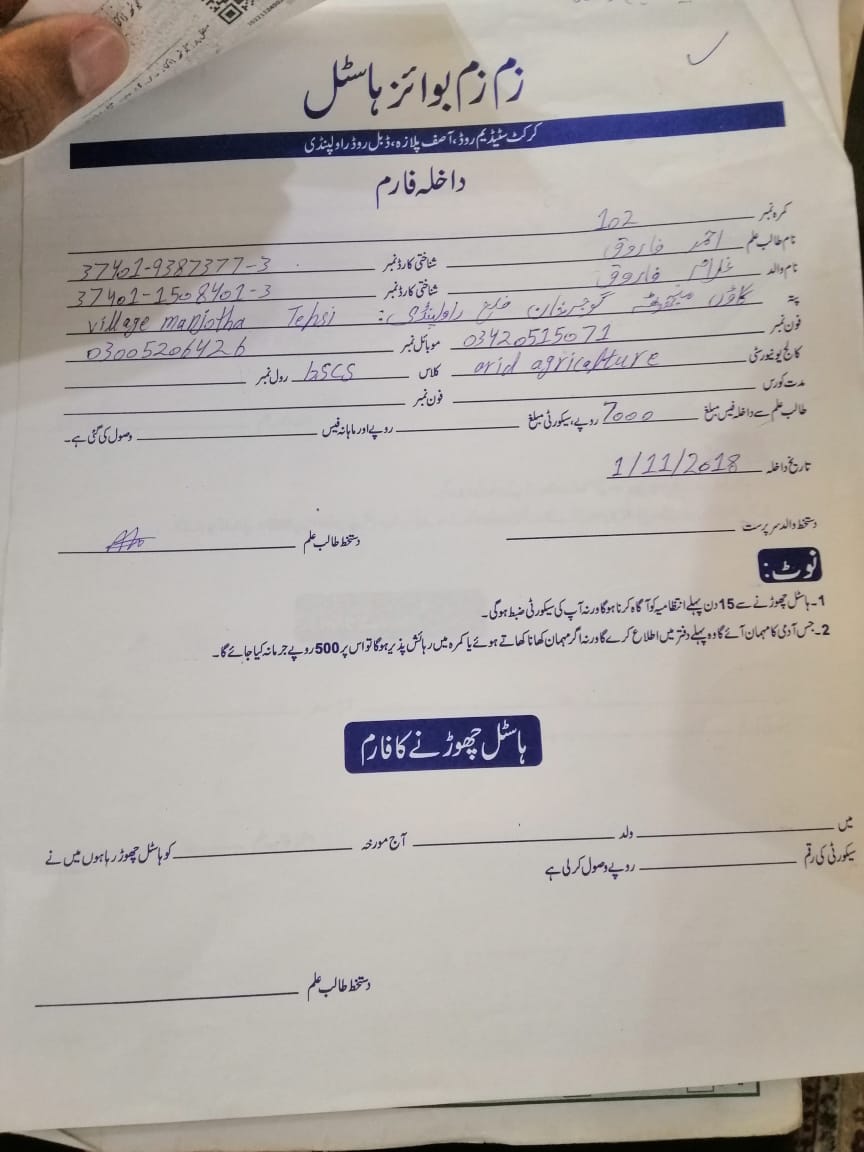 زم زم بوائز ہاسٹل
کرکٹ سٹیڈیم روڈ، آصف پلازہ، ڈبل روڈ راولپنڈی
داخلہ فارم
کمرہ نمبر 102
نام طالب علم احمر فاروق شناختی کارڈ نمبر 37401-9387377-3
نام والد غلام فاروق شناختی کارڈ نمبر 37401-1508401-3
پتہ گاؤں گوجرخان ضلع راولپنڈی: village manjotha Tehsi
فون نمبر 03420515071 موبائل نمبر 03005206426
کالج یونیورسٹی arid agriculture کلاس bscs رول نمبر
مدت کورس فون نمبر
طالب علم سے داخلہ فیس مبلغ 7000 روپے، سیکورٹی مبلغ روپے اور ماہانہ فیس وصول کی گئی ہے۔
تاریخ داخلہ 1/11/2018
دستخط والد سرپرست دستخط طالب علم
نوٹ:
1۔ ہاسٹل چھوڑنے سے 15 دن پہلے انتظامیہ کو آگاہ کرنا ہوگا ورنہ آپ کی سیکورٹی ضبط ہوگی۔
2۔ جس آدمی کا مہمان آئے گا وہ پہلے دفتر میں اطلاع کرے گا ورنہ اگر مہمان کھانا کھاتے ہوئے یا کمرہ میں رہائش پذیر ہوگا تو اس پر 500 روپے جرمانہ کیا جائے گا۔
ہاسٹل چھوڑنے کا فارم
میں ولد آج مورخہ کو ہاسٹل چھوڑ رہا ہوں میں نے
سیکورٹی کی رقم روپے وصول کر لی ہے
دستخط طالب علم